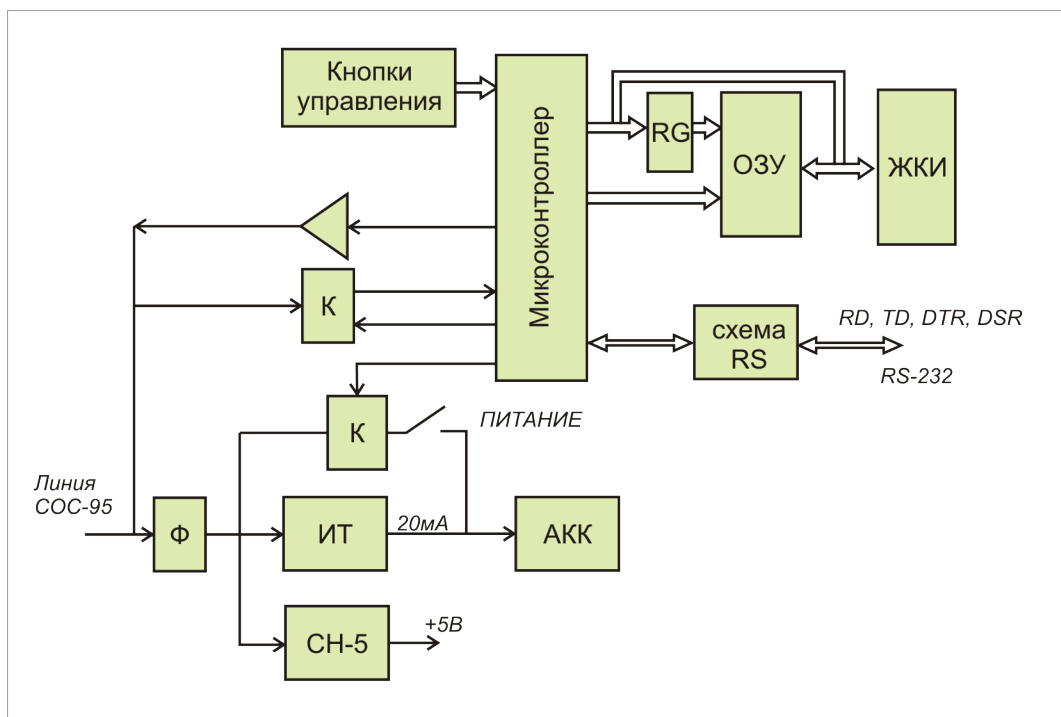 Кнопки
управления
Микроконтроллер
RG
ОЗУ
ЖКИ
К
схема
RS
RD, TD, DTR, DSR
RS-232
К
ПИТАНИЕ
Линия
СОС-95
Ф
ИТ
20мА
АКК
СН-5
+5В